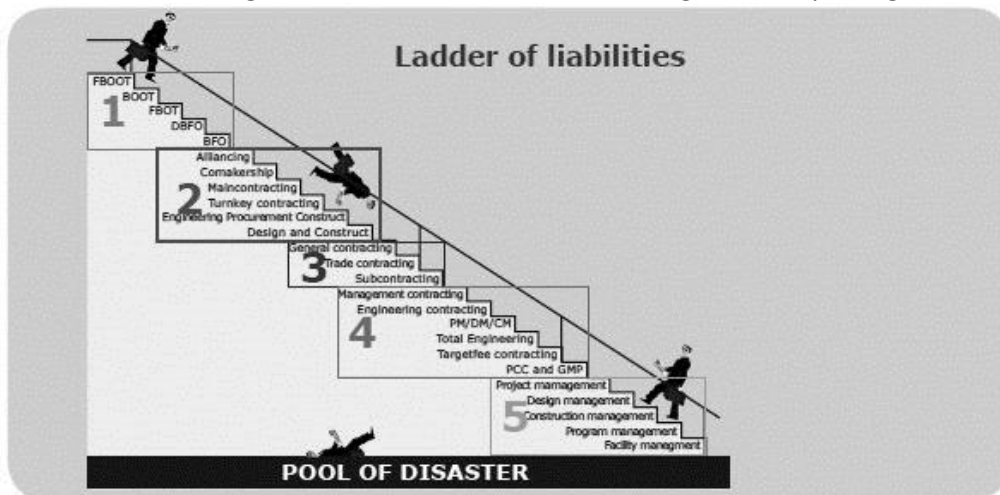 Ladder of liabilities
FBOOT
BOOT
1
FBOT
DBFO
BFO
Alliancing
Comakership
Maincontracting
2
Turnkey contracting
Engineering Procurement Construct
Design and Construct
General contracting
3
Trade contracting
Subcontracting
Management contracting
Engineering contracting
PM/DM/CM
4
Total Engineering
Targetfee contracting
PCC and GMP
Project mamagement
Design management
5
Construction management
Program management
Facility manegment
POOL OF DISASTER